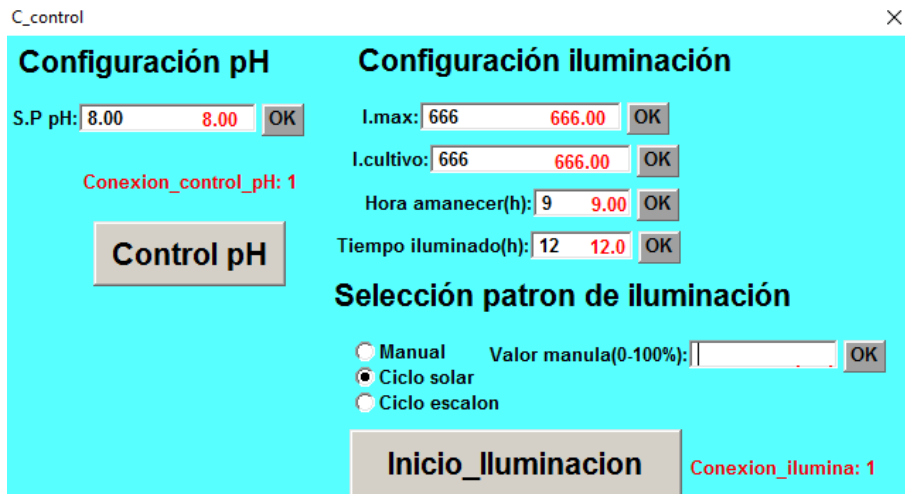 C_control
Configuración pH
S.P pH: 8.00 8.00 OK
Conexion_control_pH: 1
Control pH
Configuración iluminación
I.max: 666 666.00 OK
I.cultivo: 666 666.00 OK
Hora amanecer(h): 9 9.00 OK
Tiempo iluminado(h): 12 12.0 OK
Selección patron de iluminación
Manual
Valor manula(0-100%): OK
Ciclo solar
Ciclo escalon
Inicio_Iluminacion
Conexion_ilumina: 1